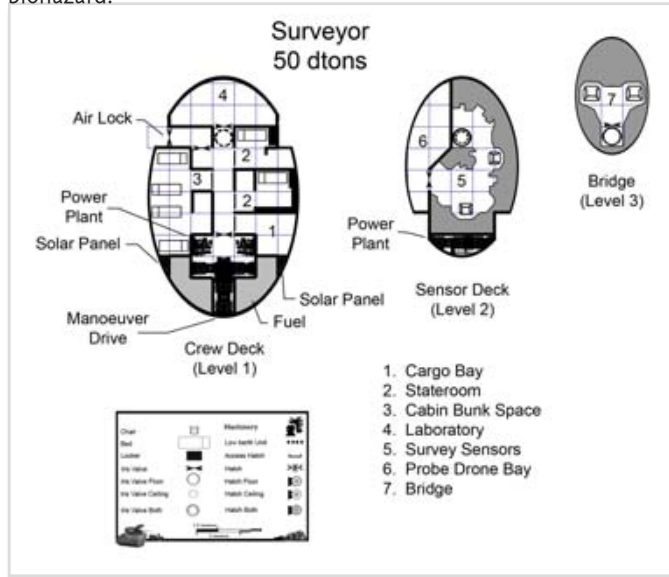 Biohazard.
Surveyor
50 dtons
4
Air Lock
2
3
2
Power
Plant
1
Solar Panel
Solar Panel
Manoeuver
Drive
Fuel
Crew Deck
(Level 1)
6
5
Power
Plant
Sensor Deck
(Level 2)
7
Bridge
(Level 3)
1. Cargo Bay
2. Stateroom
3. Cabin Bunk Space
4. Laboratory
5. Survey Sensors
6. Probe Drone Bay
7. Bridge
Chair
Machinery
Bed
Low berth Unit
Locker
Access Hatch
Iris Valve
Hatch
Iris Valve Floor
Hatch Floor
Iris Valve Ceiling
Hatch Ceiling
Iris Valve Both
Hatch Both